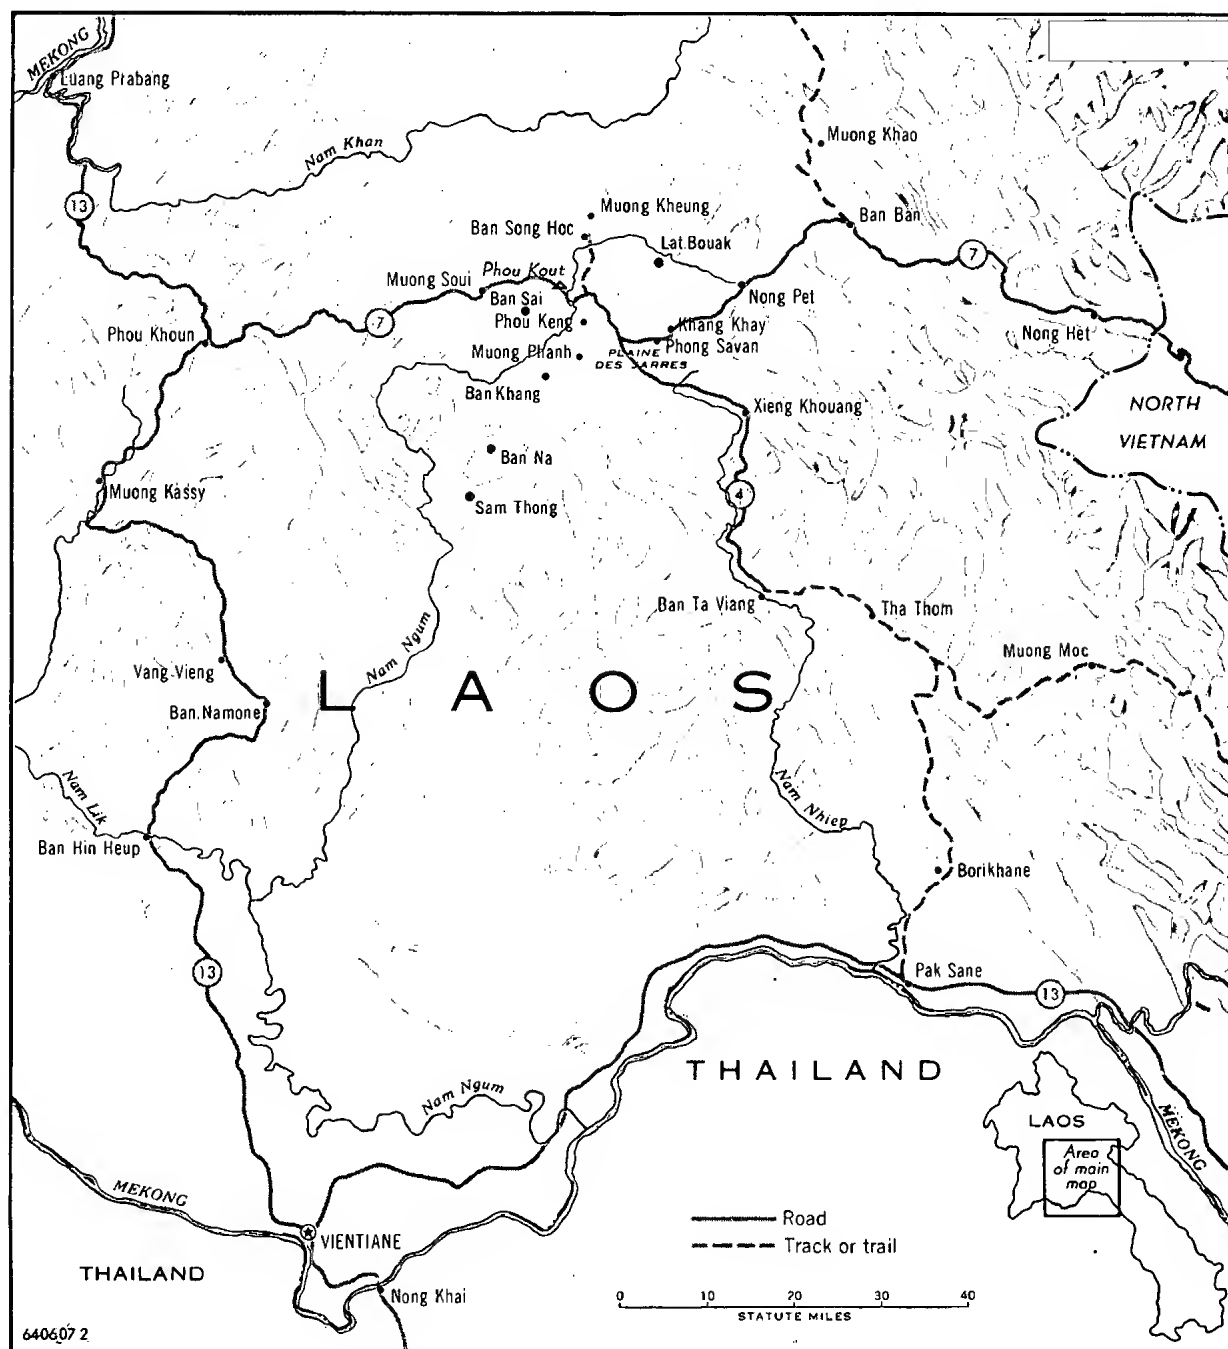 MEKONG
Luang Prabang
Nam Khan
Muong Khao
13
Muong Kheung
Ban Song Hoc
Ban Ban
Lat Bouak
7
Phou Kout
Muong Soui
Ban Sai
Nong Pet
7
Phou Keng
Khang Khay
Nong Het
Phou Khoun
Phong Savan
Muong Phanh
PLAINE
DES JARRES
Ban Khang
Xieng Khouang
NORTH
VIETNAM
Ban Na
Muong Kassy
4
Sam Thong
Ban Ta Viang
Tha Thom
Nam Ngum
Muong Moc
Vang Vieng
LAOS
Ban Namone
Nam Lik
Nam Nhiep
Ban Hin Heup
Borikhane
13
Pak Sane
13
THAILAND
Nam Ngum
LAOS
MEKONG
Area
of main
map
MEKONG
Road
VIENTIANE
Track or trail
THAILAND
Nong Khai
0 10 20 30 40
STATUTE MILES
640607 2